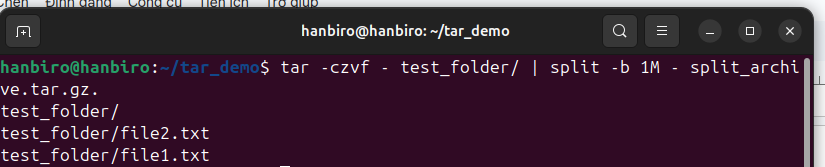 Chèn Định dạng Công cụ Tiện ích Trợ giúp
hanbiro@hanbiro: ~/tar_demo
hanbiro@hanbiro:~/tar_demo$ tar -czvf - test_folder/ | split -b 1M - split_archi
ve.tar.gz.
test_folder/
test_folder/file2.txt
test_folder/file1.txt